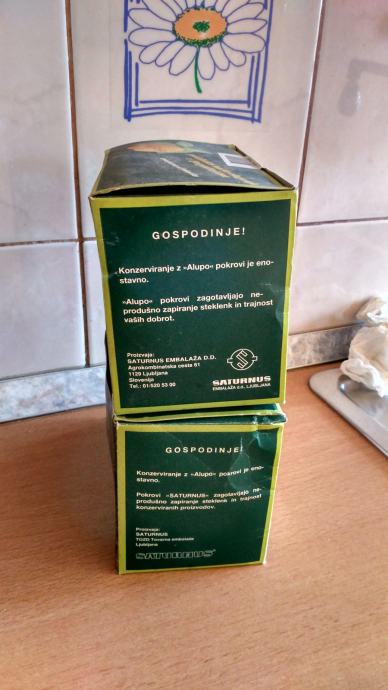 GOSPODINJE!
Konzerviranje z »Alupo« pokrovi je eno-
stavno.
»Alupo« pokrovi zagotavljajo ne-
produšno zapiranje steklenk in trajnost
vaših dobrot.
Proizvaja:
SATURNUS EMBALAŽA D.D.
Agrokombinatska cesta 61
1129 Ljubljana
Slovenija
Tel.: 01/520 53 00
SATURNUS
EMBALAŽA d.d., LJUBLJANA
GOSPODINJE!
Konzerviranje z »Alupo« pokrovi je eno-
stavno.
Pokrovi »SATURNUS« zagotavljajo ne-
produšno zapiranje steklenk in trajnost
konzerviranih proizvodov.
Proizvaja:
SATURNUS
TOZD Tovarna embalaže
Ljubljana
SATURNUS